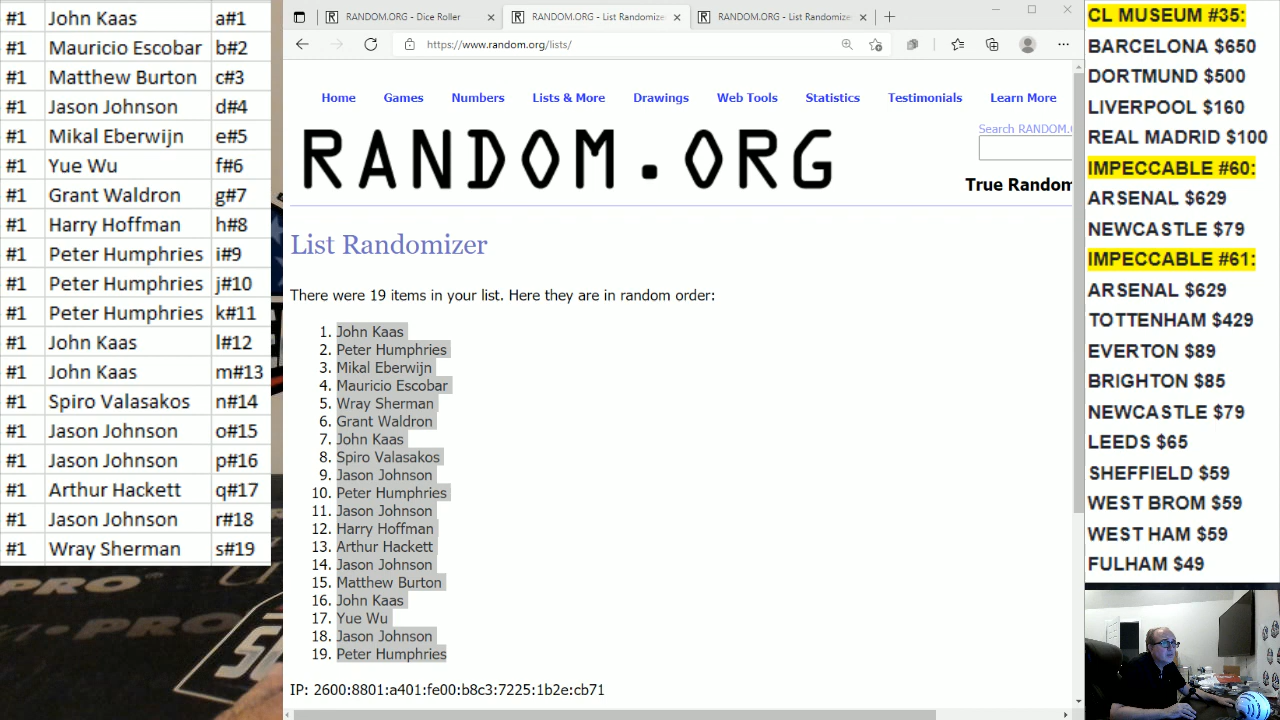 #1 John Kaas a#1
#1 Mauricio Escobar b#2
#1 Matthew Burton c#3
#1 Jason Johnson d#4
#1 Mikal Eberwijn e#5
#1 Yue Wu f#6
#1 Grant Waldron g#7
#1 Harry Hoffman h#8
#1 Peter Humphries i#9
#1 Peter Humphries j#10
#1 Peter Humphries k#11
#1 John Kaas l#12
#1 John Kaas m#13
#1 Spiro Valasakos n#14
#1 Jason Johnson o#15
#1 Jason Johnson p#16
#1 Arthur Hackett q#17
#1 Jason Johnson r#18
#1 Wray Sherman s#19
PRO
PRO
RANDOM.ORG - Dice Roller
RANDOM.ORG - List Randomize
RANDOM.ORG - List Randomize
https://www.random.org/lists/
Home Games Numbers Lists & More Drawings Web Tools Statistics Testimonials Learn More
Search RANDOM.
RANDOM.ORG
True Random
List Randomizer
There were 19 items in your list. Here they are in random order:
1. John Kaas
2. Peter Humphries
3. Mikal Eberwijn
4. Mauricio Escobar
5. Wray Sherman
6. Grant Waldron
7. John Kaas
8. Spiro Valasakos
9. Jason Johnson
10. Peter Humphries
11. Jason Johnson
12. Harry Hoffman
13. Arthur Hackett
14. Jason Johnson
15. Matthew Burton
16. John Kaas
17. Yue Wu
18. Jason Johnson
19. Peter Humphries
IP: 2600:8801:a401:fe00:b8c3:7225:1b2e:cb71
CL MUSEUM #35:
BARCELONA $650
DORTMUND $500
LIVERPOOL $160
REAL MADRID $100
IMPECCABLE #60:
ARSENAL $629
NEWCASTLE $79
IMPECCABLE #61:
ARSENAL $629
TOTTENHAM $429
EVERTON $89
BRIGHTON $85
NEWCASTLE $79
LEEDS $65
SHEFFIELD $59
WEST BROM $59
WEST HAM $59
FULHAM $49